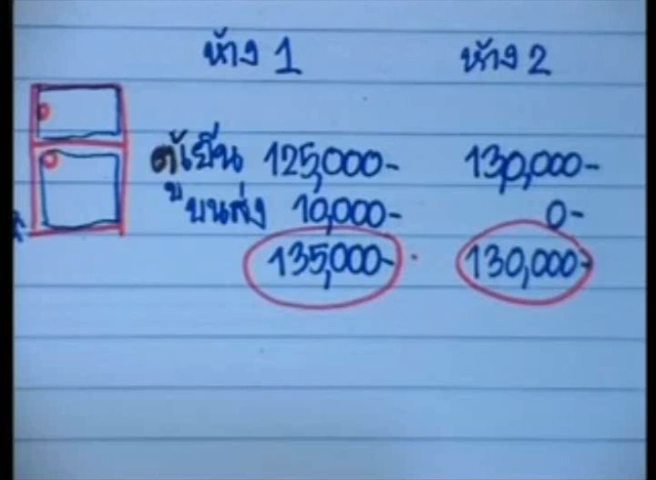 ห้าง 1 ห้าง 2
ตู้เย็น 125,000- 130,000-
ขนส่ง 10,000- 0-
135,000- 130,000-